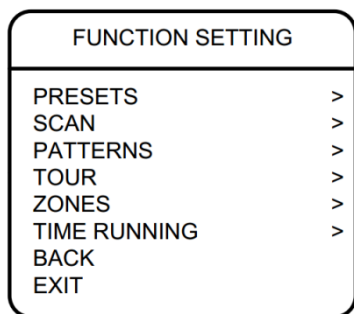 FUNCTION SETTING
PRESETS >
SCAN >
PATTERNS >
TOUR >
ZONES >
TIME RUNNING >
BACK
EXIT